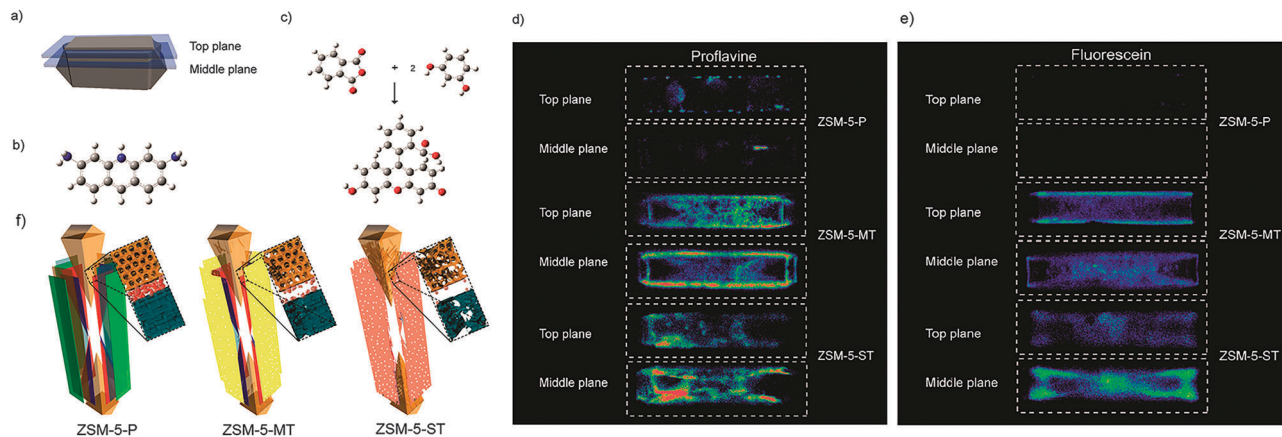 a)
Top plane
Middle plane
b)
c)
+ 2
d)
Proflavine
Top plane
ZSM-5-P
Middle plane
Top plane
ZSM-5-MT
Middle plane
Top plane
ZSM-5-ST
Middle plane
e)
Fluorescein
Top plane
ZSM-5-P
Middle plane
Top plane
ZSM-5-MT
Middle plane
Top plane
ZSM-5-ST
Middle plane
f)
ZSM-5-P
ZSM-5-MT
ZSM-5-ST